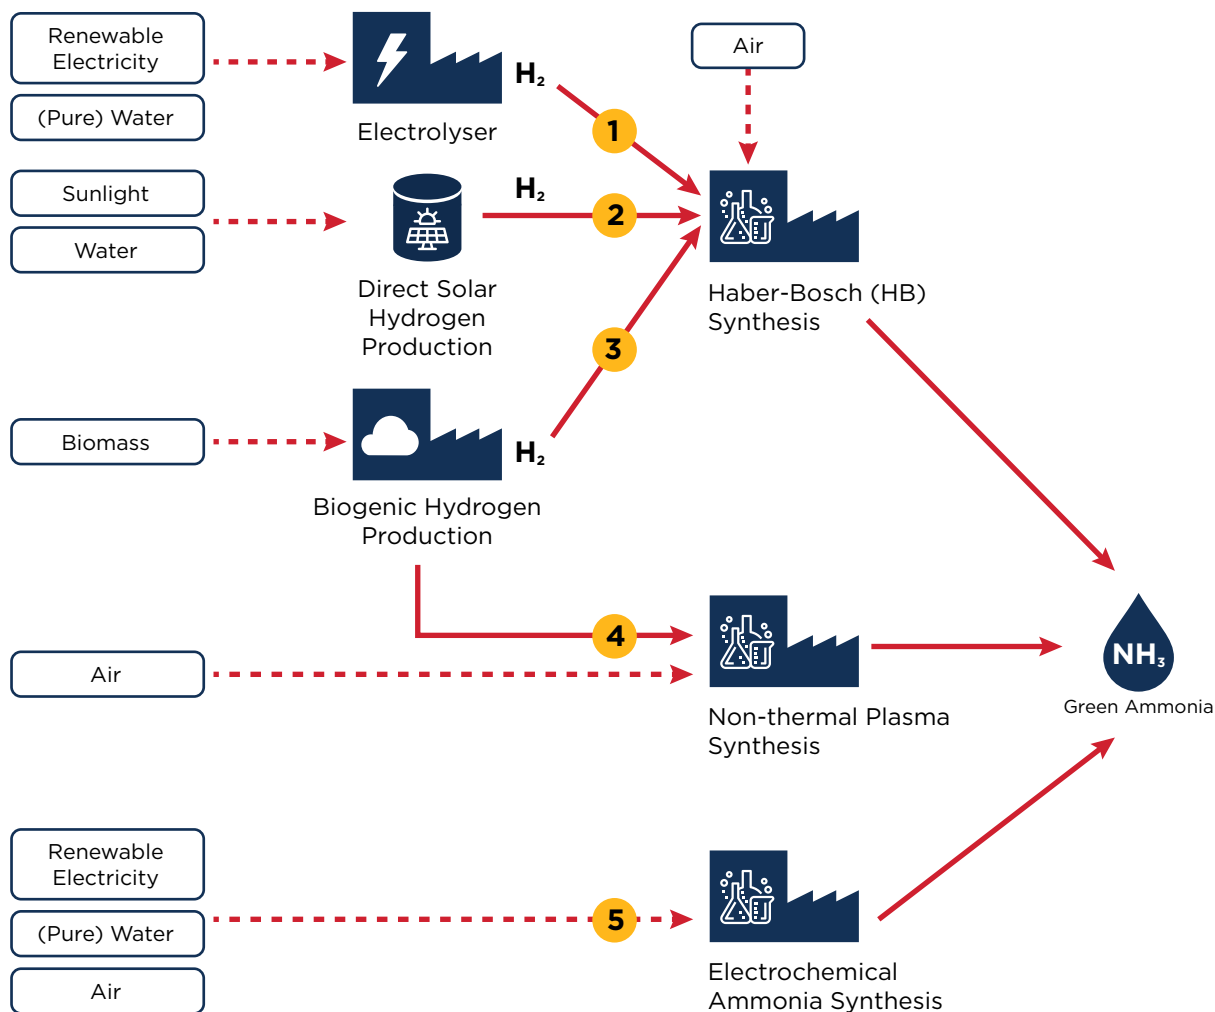 Renewable
Electricity
(Pure) Water
H₂
Electrolyser
1
Air
Sunlight
Water
H₂
2
Direct Solar
Hydrogen
Production
Haber-Bosch (HB)
Synthesis
3
Biomass
H₂
Biogenic Hydrogen
Production
4
Air
Non-thermal Plasma
Synthesis
NH₃
Green Ammonia
Renewable
Electricity
(Pure) Water
Air
5
Electrochemical
Ammonia Synthesis